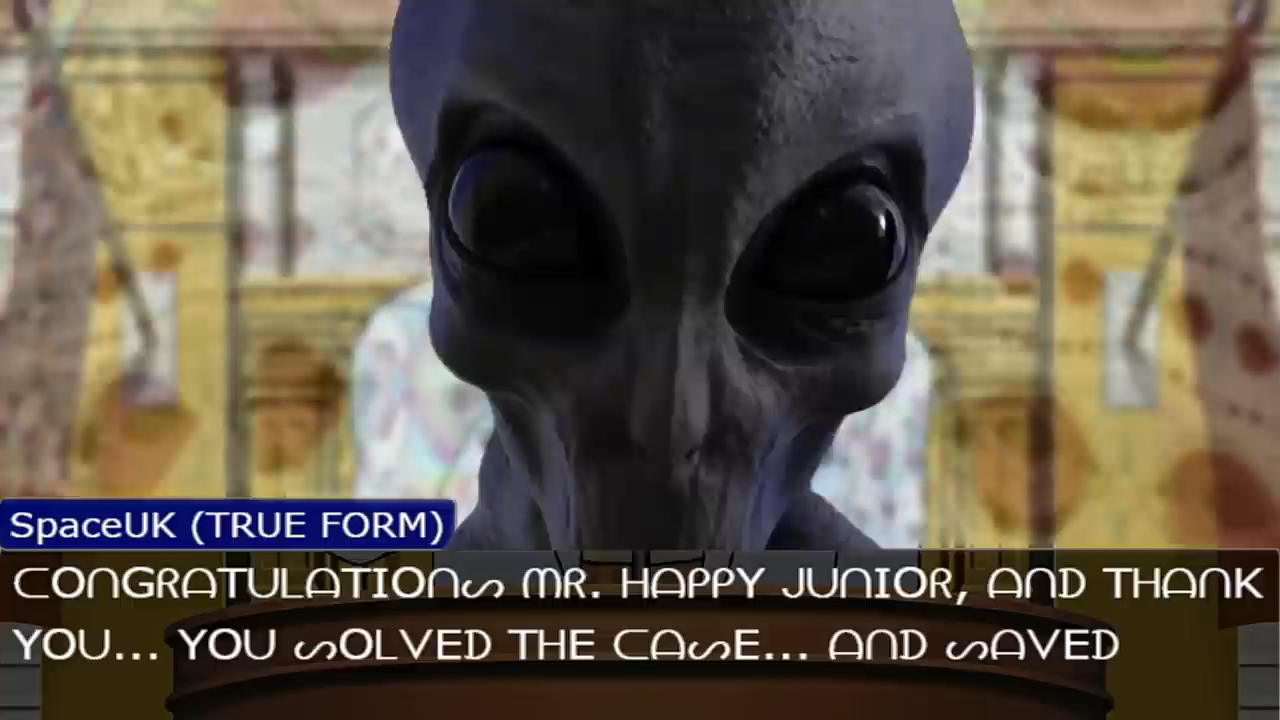 SpaceUK (TRUE FORM)
CONGRATULATIONS MR. HAPPY JUNIOR, AND THANK
YOU... YOU SOLVED THE CASE... AND SAVED